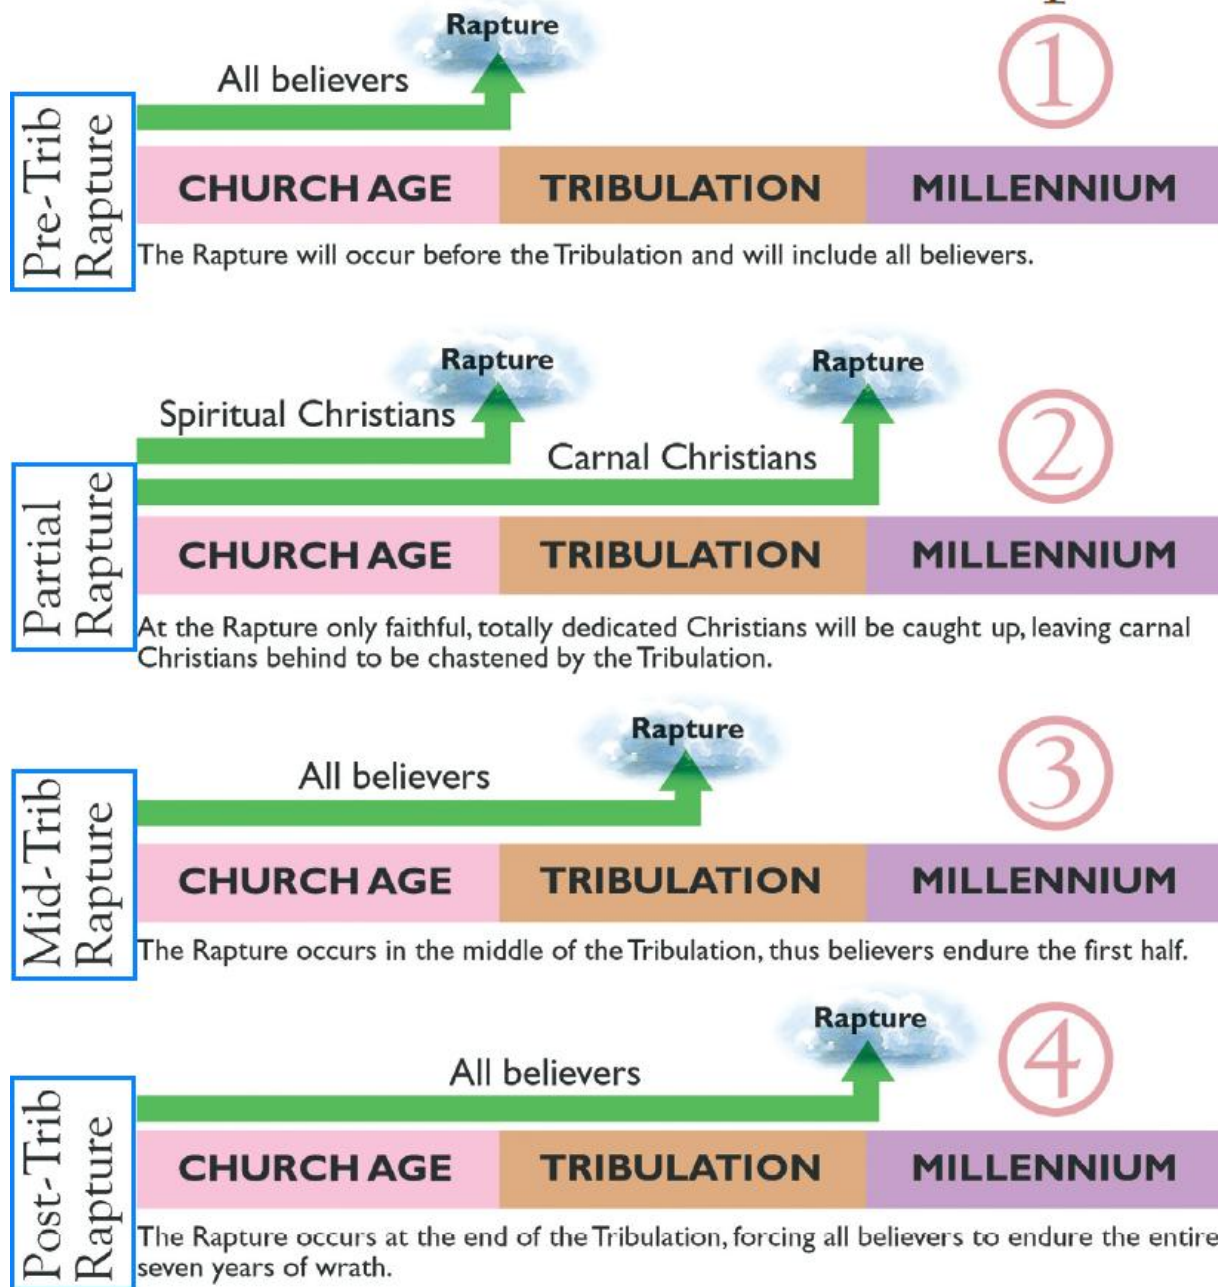 Rapture
All believers
①
Pre-Trib
Rapture
CHURCH AGE TRIBULATION MILLENNIUM
The Rapture will occur before the Tribulation and will include all believers.
Rapture Rapture
Spiritual Christians
②
Carnal Christians
Partial
Rapture
CHURCH AGE TRIBULATION MILLENNIUM
At the Rapture only faithful, totally dedicated Christians will be caught up, leaving carnal
Christians behind to be chastened by the Tribulation.
Rapture
③
All believers
Mid-Trib
Rapture
CHURCH AGE TRIBULATION MILLENNIUM
The Rapture occurs in the middle of the Tribulation, thus believers endure the first half.
Rapture
④
All believers
Post-Trib
Rapture
CHURCH AGE TRIBULATION MILLENNIUM
The Rapture occurs at the end of the Tribulation, forcing all believers to endure the entire
seven years of wrath.